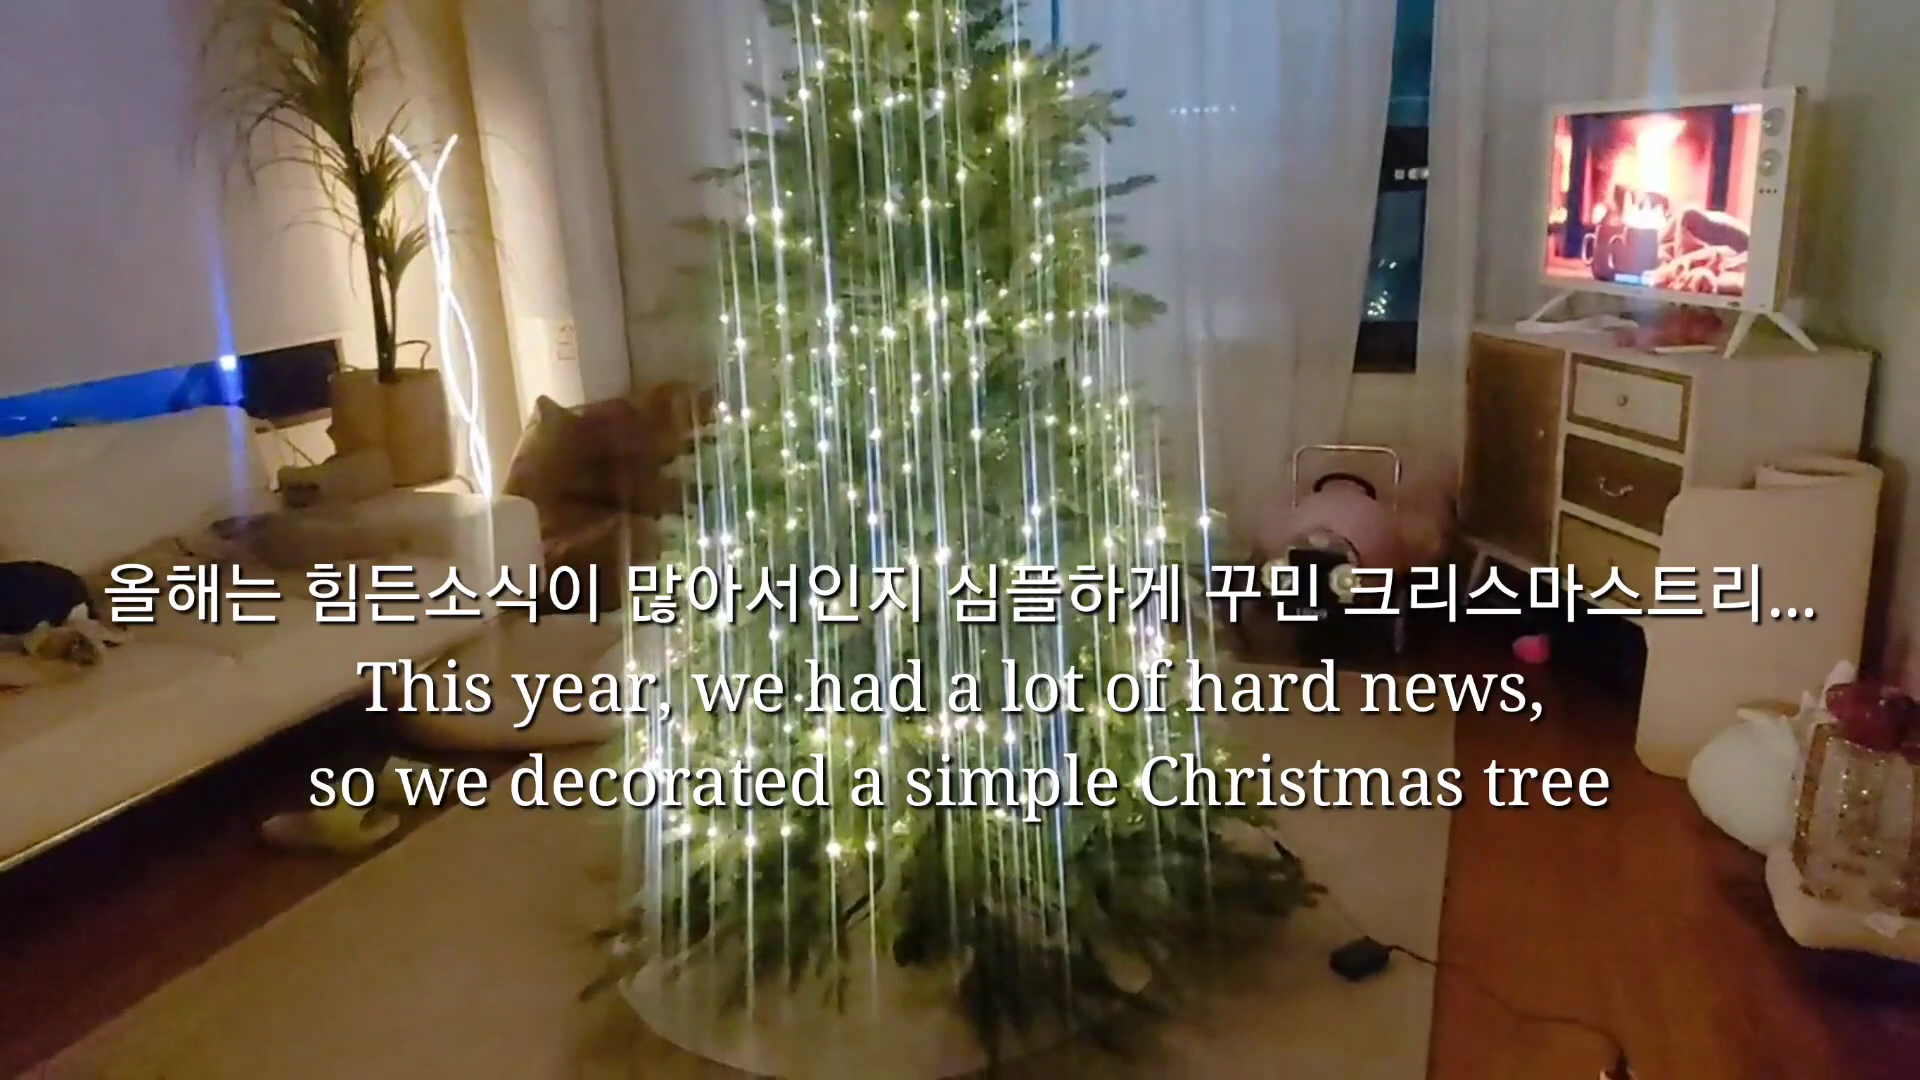 올해는 힘든소식이 많아서인지 심플하게 꾸민 크리스마스트리...
This year, we had a lot of hard news,
so we decorated a simple Christmas tree